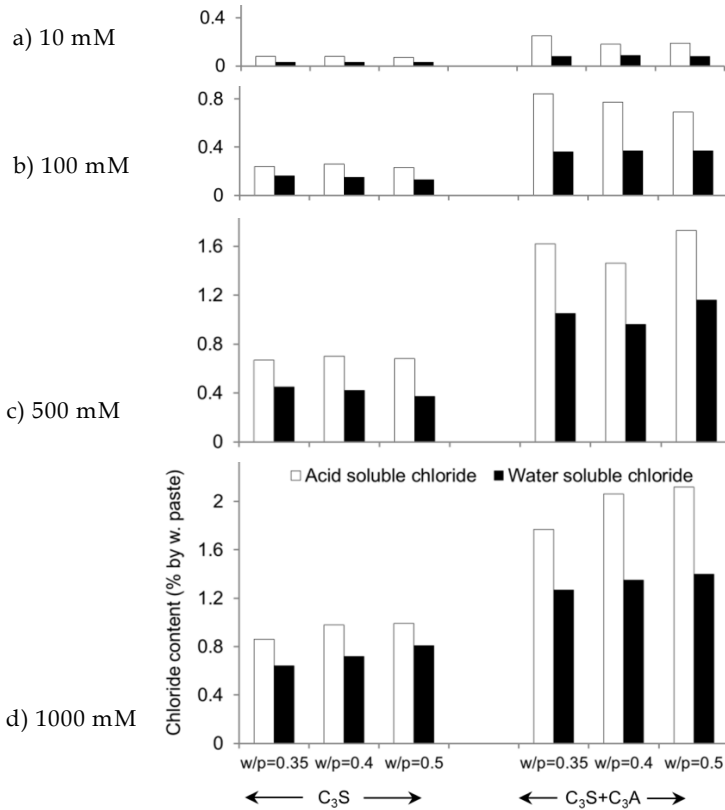 a) 10 mM
0.4
0
b) 100 mM
0.8
0.4
0
c) 500 mM
1.6
1.2
0.8
0.4
0
d) 1000 mM
Chloride content (% by w. paste)
□ Acid soluble chloride ■ Water soluble chloride
2
1.6
1.2
0.8
0.4
0
w/p=0.35 w/p=0.4 w/p=0.5 w/p=0.35 w/p=0.4 w/p=0.5
C₃S C₃S+C₃A